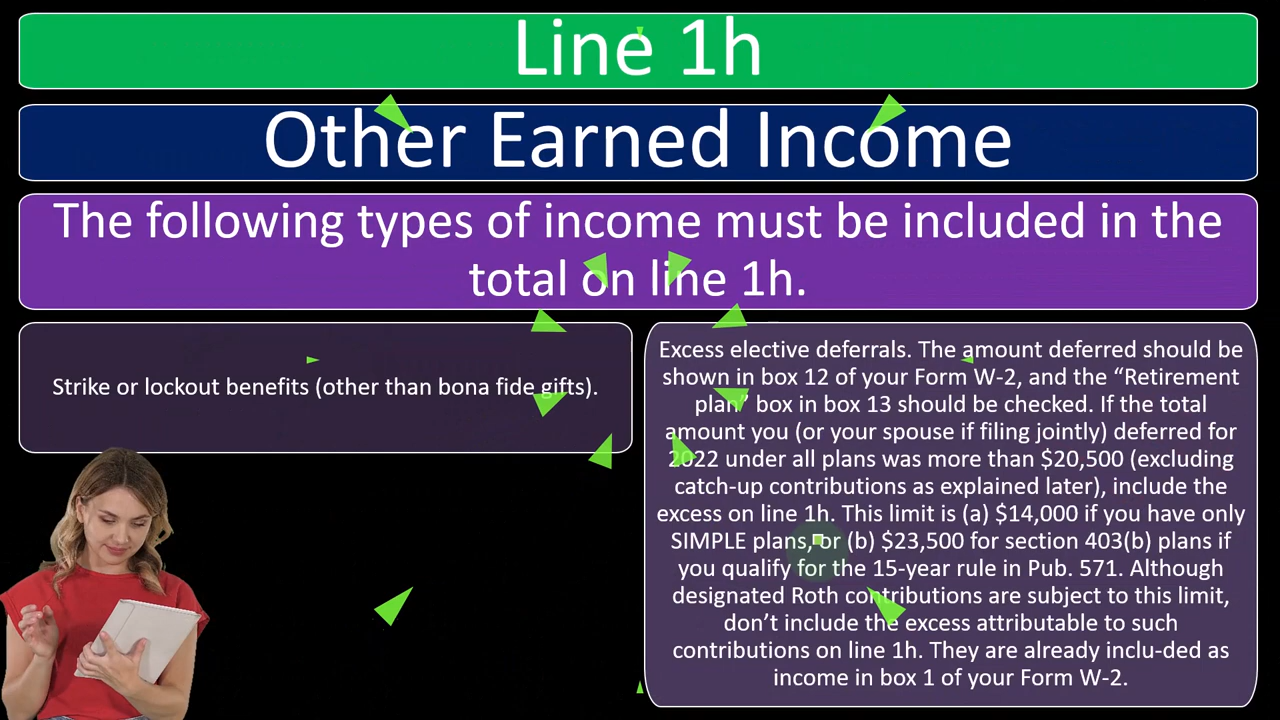 Line 1h
Other Earned Income
The following types of income must be included in the
total on line 1h.
Strike or lockout benefits (other than bona fide gifts).
Excess elective deferrals. The amount deferred should be
shown in box 12 of your Form W-2, and the “Retirement
plan” box in box 13 should be checked. If the total
amount you (or your spouse if filing jointly) deferred for
2022 under all plans was more than $20,500 (excluding
catch-up contributions as explained later), include the
excess on line 1h. This limit is (a) $14,000 if you have only
SIMPLE plans, or (b) $23,500 for section 403(b) plans if
you qualify for the 15-year rule in Pub. 571. Although
designated Roth contributions are subject to this limit,
don’t include the excess attributable to such
contributions on line 1h. They are already inclu-ded as
income in box 1 of your Form W-2.